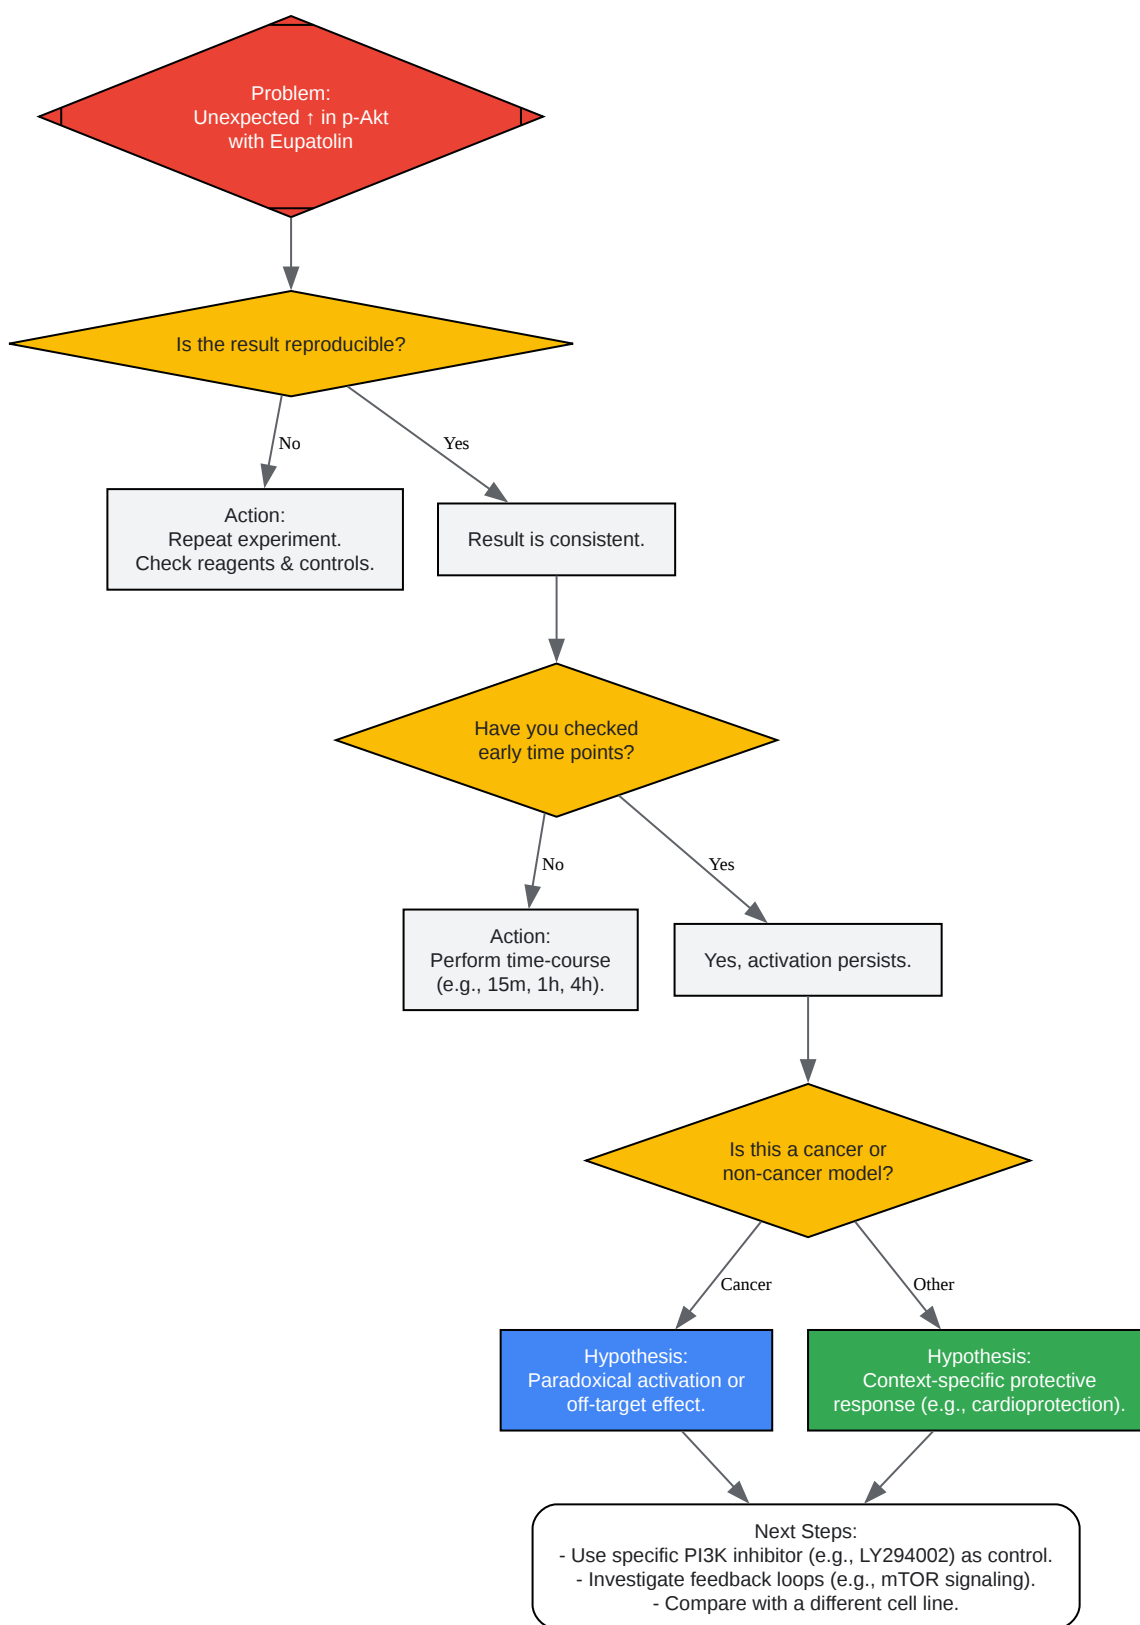 Problem:
Unexpected ↑ in p-Akt
with Eupatolin
Is the result reproducible?
No
Yes
Action:
Repeat experiment.
Check reagents & controls.
Result is consistent.
Have you checked
early time points?
No
Yes
Action:
Perform time-course
(e.g., 15m, 1h, 4h).
Yes, activation persists.
Is this a cancer or
non-cancer model?
Cancer
Other
Hypothesis:
Paradoxical activation or
off-target effect.
Hypothesis:
Context-specific protective
response (e.g., cardioprotection).
Next Steps:
- Use specific PI3K inhibitor (e.g., LY294002) as control.
- Investigate feedback loops (e.g., mTOR signaling).
- Compare with a different cell line.